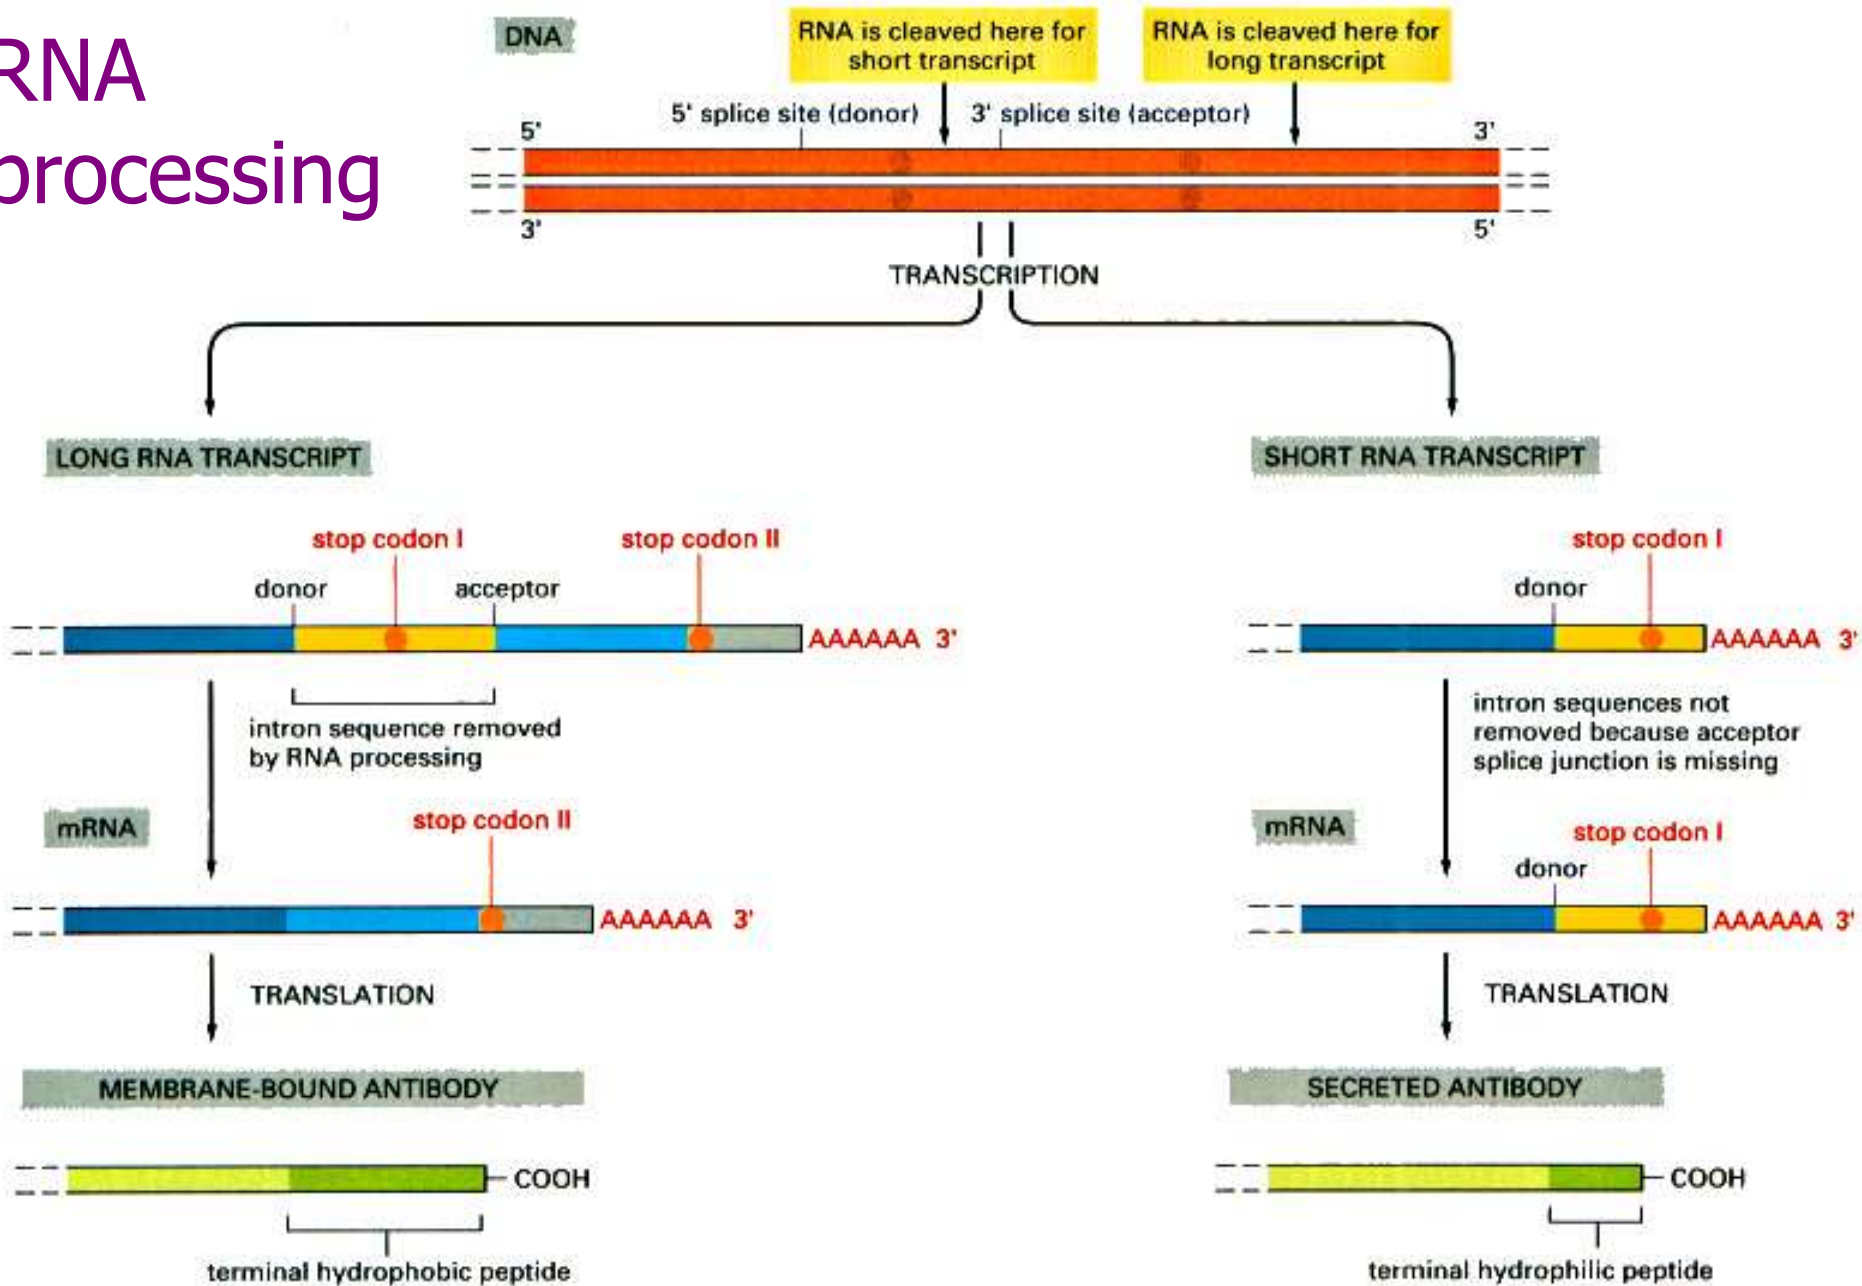 RNA
processing
DNA
RNA is cleaved here for
short transcript
RNA is cleaved here for
long transcript
5' splice site (donor)
3' splice site (acceptor)
5'
3'
3'
5'
TRANSCRIPTION
LONG RNA TRANSCRIPT
stop codon I
stop codon II
donor
acceptor
AAAAAA 3'
intron sequence removed
by RNA processing
mRNA
stop codon II
AAAAAA 3'
TRANSLATION
MEMBRANE-BOUND ANTIBODY
COOH
terminal hydrophobic peptide
SHORT RNA TRANSCRIPT
stop codon I
donor
AAAAAA 3'
intron sequences not
removed because acceptor
splice junction is missing
mRNA
stop codon I
donor
AAAAAA 3'
TRANSLATION
SECRETED ANTIBODY
COOH
terminal hydrophilic peptide